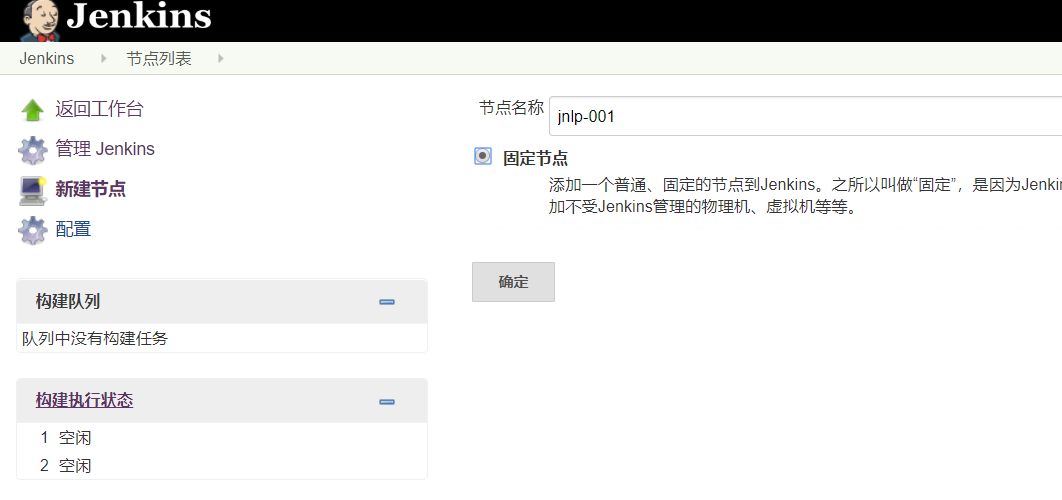 Jenkins
Jenkins 节点列表
返回工作台
管理 Jenkins
新建节点
配置
构建队列
队列中没有构建任务
构建执行状态
1 空闲
2 空闲
节点名称 jnlp-001
固定节点
添加一个普通、固定的节点到Jenkins。之所以叫做“固定”，是因为Jenki
加不受Jenkins管理的物理机、虚拟机等等。
确定